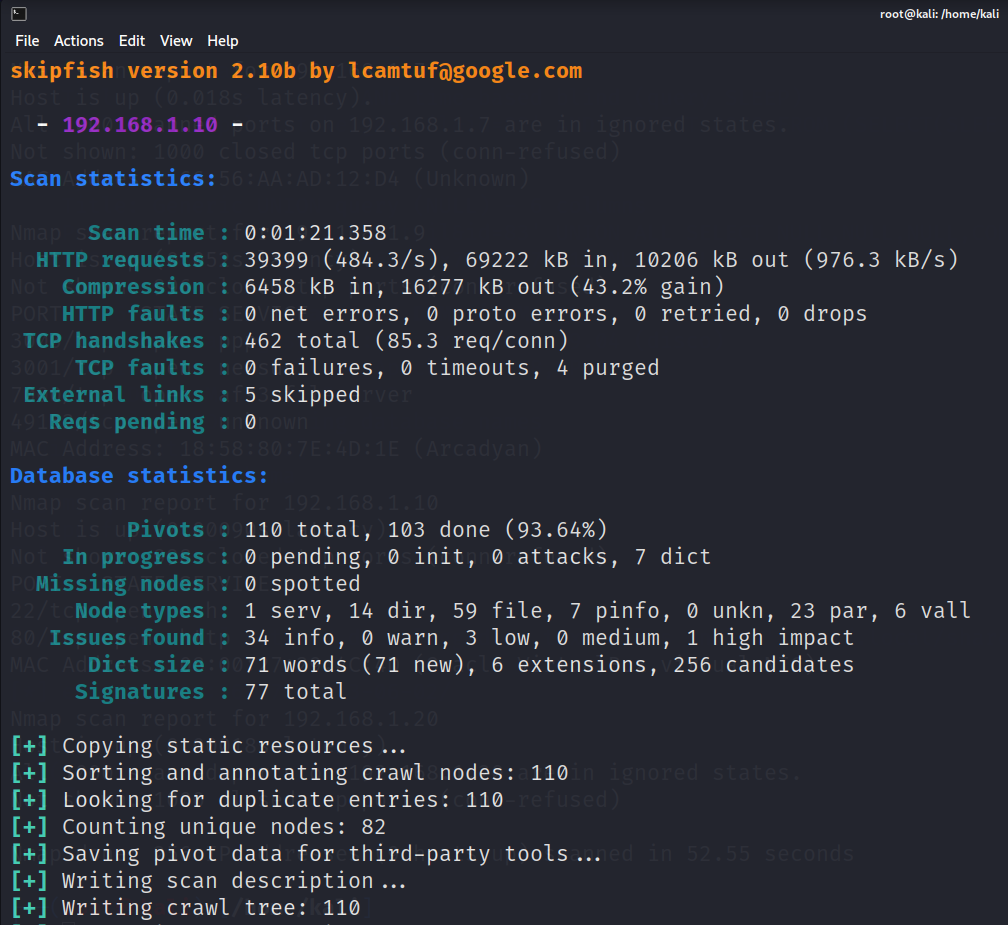 root@kali: /home/kali
File Actions Edit View Help
skipfish version 2.10b by lcamtuf@google.com
- 192.168.1.10 -
Scan statistics:
Scan time : 0:01:21.358
HTTP requests : 39399 (484.3/s), 69222 kB in, 10206 kB out (976.3 kB/s)
Compression : 6458 kB in, 16277 kB out (43.2% gain)
HTTP faults : 0 net errors, 0 proto errors, 0 retried, 0 drops
TCP handshakes : 462 total (85.3 req/conn)
TCP faults : 0 failures, 0 timeouts, 4 purged
External links : 5 skipped
Reqs pending : 0
Database statistics:
Pivots : 110 total, 103 done (93.64%)
In progress : 0 pending, 0 init, 0 attacks, 7 dict
Missing nodes : 0 spotted
Node types : 1 serv, 14 dir, 59 file, 7 pinfo, 0 unkn, 23 par, 6 vall
Issues found : 34 info, 0 warn, 3 low, 0 medium, 1 high impact
Dict size : 71 words (71 new), 6 extensions, 256 candidates
Signatures : 77 total
[+] Copying static resources...
[+] Sorting and annotating crawl nodes: 110
[+] Looking for duplicate entries: 110
[+] Counting unique nodes: 82
[+] Saving pivot data for third-party tools...
[+] Writing scan description...
[+] Writing crawl tree: 110